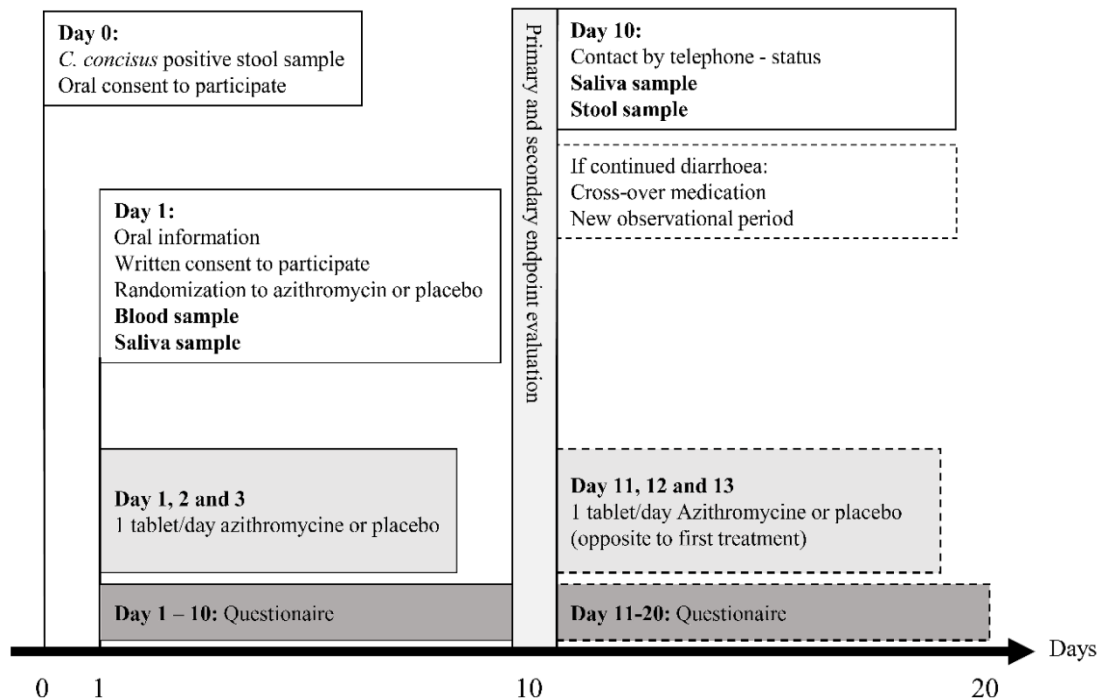 Day 0:
C. concisus positive stool sample
Oral consent to participate
Day 1:
Oral information
Written consent to participate
Randomization to azithromycin or placebo
Blood sample
Saliva sample
Day 1, 2 and 3
1 tablet/day azithromycine or placebo
Day 1 – 10: Questionaire
Primary and secondary endpoint evaluation
Day 10:
Contact by telephone - status
Saliva sample
Stool sample
If continued diarrhoea:
Cross-over medication
New observational period
Day 11, 12 and 13
1 tablet/day Azithromycine or placebo
(opposite to first treatment)
Day 11-20: Questionaire
Days
0 1 10 20